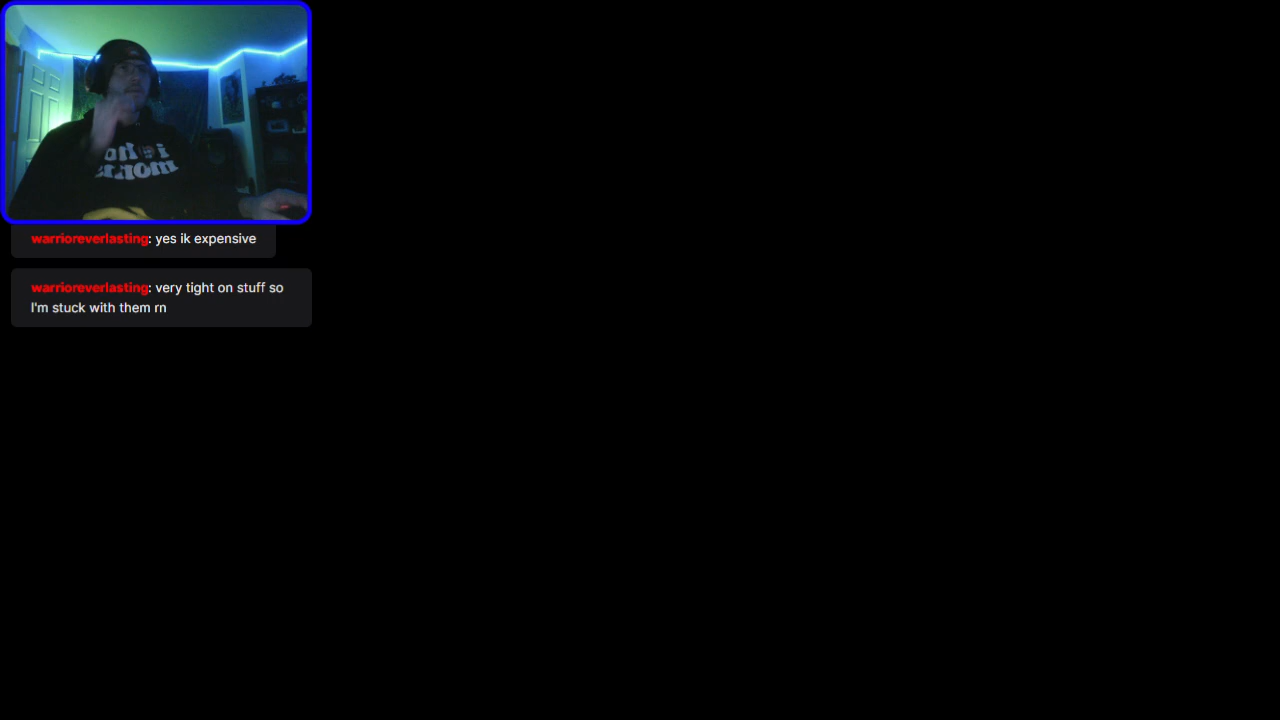 warrioreverlasting: yes ik expensive
warrioreverlasting: very tight on stuff so
I'm stuck with them rn